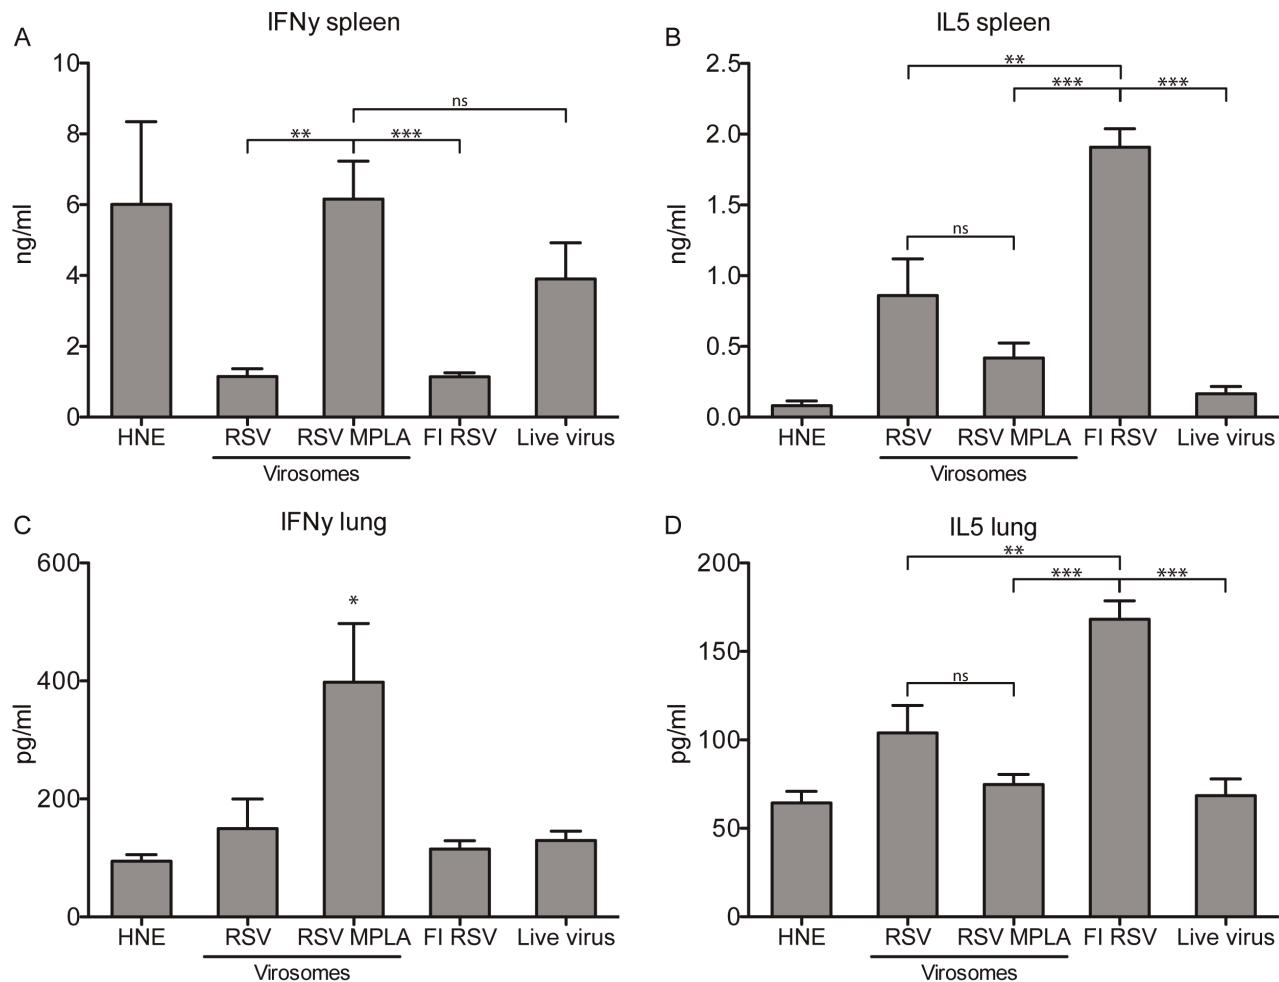 A
IFNy spleen
10
8
6
4
2
0
ng/ml
ns
** ***
HNE RSV RSV MPLA FI RSV Live virus
Virosomes
B
IL5 spleen
2.5
2.0
1.5
1.0
0.5
0.0
ng/ml
**
*** ***
ns
HNE RSV RSV MPLA FI RSV Live virus
Virosomes
C
IFNy lung
600
400
200
0
pg/ml
*
HNE RSV RSV MPLA FI RSV Live virus
Virosomes
D
IL5 lung
200
150
100
50
0
pg/ml
**
*** ***
ns
HNE RSV RSV MPLA FI RSV Live virus
Virosomes